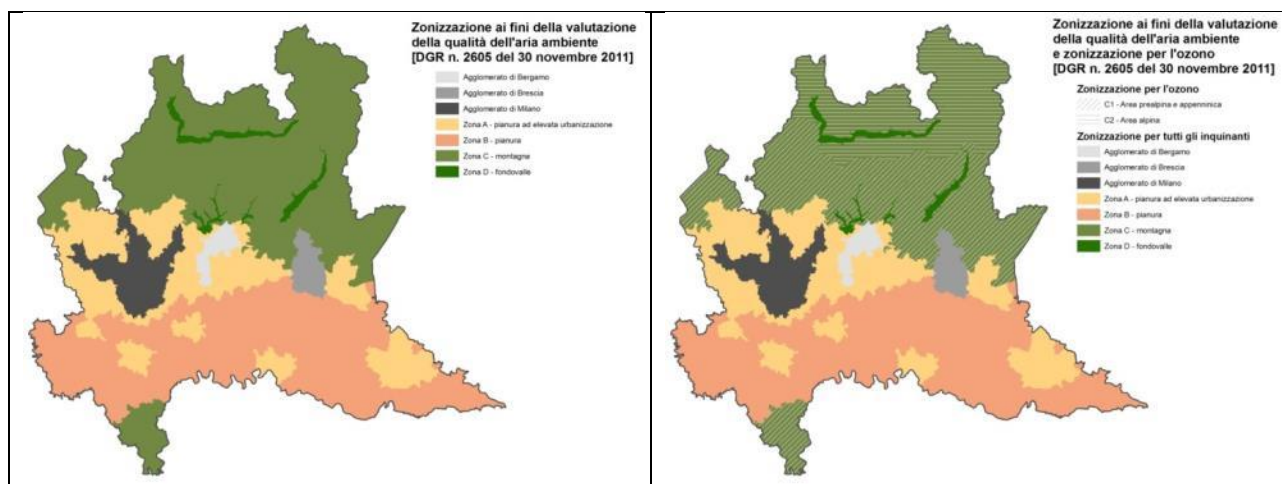 Zonizzazione ai fini della valutazione
della qualità dell'aria ambiente
[DGR n. 2605 del 30 novembre 2011]
Agglomerato di Bergamo
Agglomerato di Brescia
Agglomerato di Milano
Zona A - pianura ad elevata urbanizzazione
Zona B - pianura
Zona C - montagna
Zona D - fondovalle
Zonizzazione ai fini della valutazione
della qualità dell'aria ambiente
e zonizzazione per l'ozono
[DGR n. 2605 del 30 novembre 2011]
Zonizzazione per l'ozono
C1 - Area prealpina e appenninica
C2 - Area alpina
Zonizzazione per tutti gli inquinanti
Agglomerato di Bergamo
Agglomerato di Brescia
Agglomerato di Milano
Zona A - pianura ad elevata urbanizzazione
Zona B - pianura
Zona C - montagna
Zona D - fondovalle